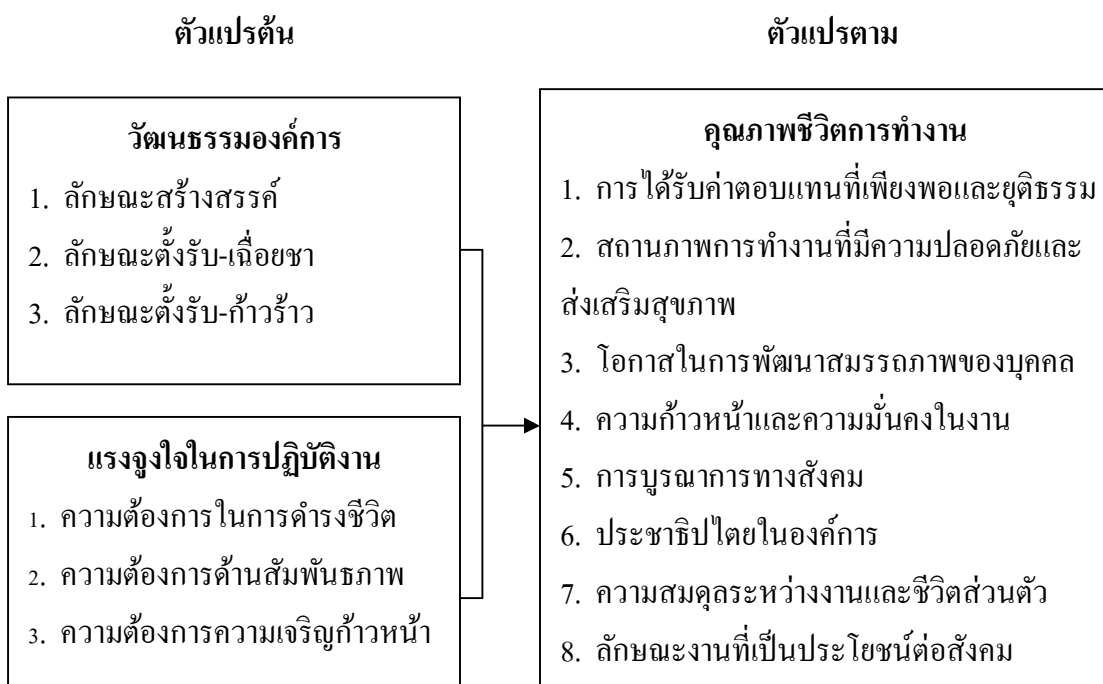 ตัวแปรต้น
ตัวแปรตาม
วัฒนธรรมองค์การ
1. ลักษณะสร้างสรรค์
2. ลักษณะตั้งรับ-เฉื่อยชา
3. ลักษณะตั้งรับ-ก้าวร้าว
แรงจูงใจในการปฏิบัติงาน
1. ความต้องการในการดำรงชีวิต
2. ความต้องการด้านสัมพันธภาพ
3. ความต้องการความเจริญก้าวหน้า
คุณภาพชีวิตการทำงาน
1. การได้รับค่าตอบแทนที่เพียงพอและยุติธรรม
2. สถานภาพการทำงานที่มีความปลอดภัยและ
ส่งเสริมสุขภาพ
3. โอกาสในการพัฒนาสมรรถภาพของบุคคล
4. ความก้าวหน้าและความมั่นคงในงาน
5. การบูรณาการทางสังคม
6. ประชาธิปไตยในองค์การ
7. ความสมดุลระหว่างงานและชีวิตส่วนตัว
8. ลักษณะงานที่เป็นประโยชน์ต่อสังคม